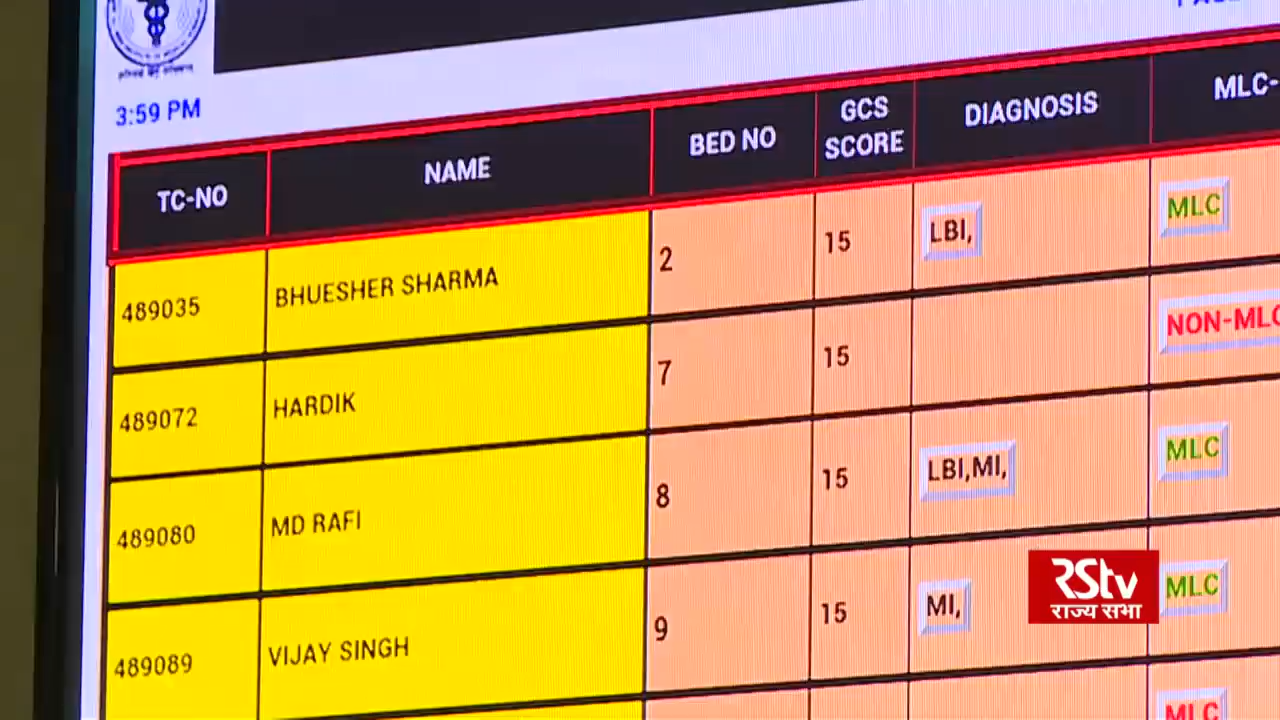 3:59 PM
TC-NO NAME BED NO GCS SCORE DIAGNOSIS MLC-
489035 BHUESHER SHARMA 2 15 LBI, MLC
489072 HARDIK 7 15 NON-MLC
489080 MD RAFI 8 15 LBI,MI, MLC
489089 VIJAY SINGH 9 15 MI, MLC
RStv
राज्य सभा
MLC